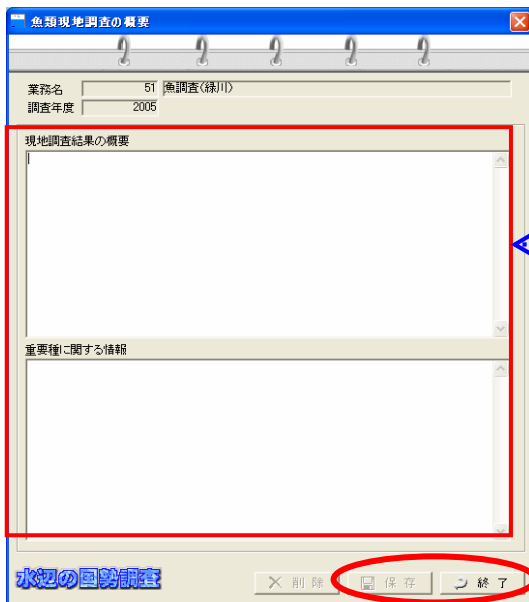 魚類現地調査の概要
業務名 51 魚調査(緑川)
調査年度 2005
現地調査結果の概要
重要種に関する情報
水辺の国勢調査
削除 保存 終了